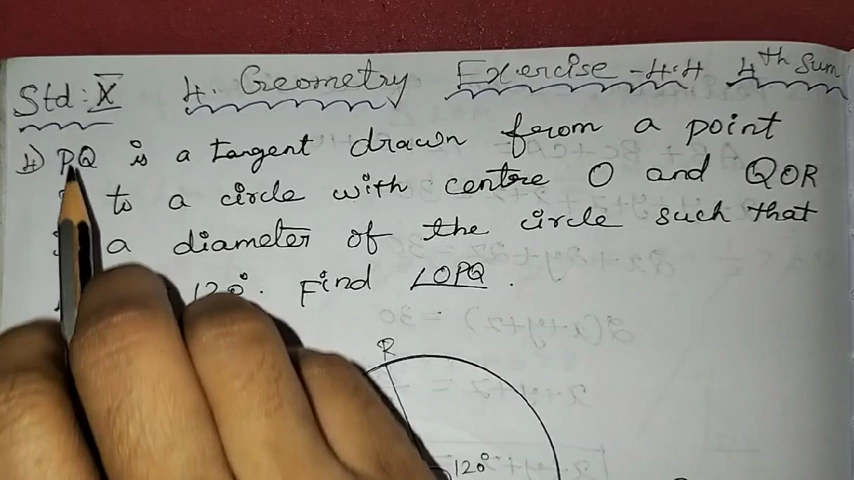 Std: X 4. Geometry Exercise - 4.4 4th Sum
4) PQ is a tangent drawn from a point
to a circle with centre O and QOR
a diameter of the circle such that
120°. Find ∠OPQ.
R
120°